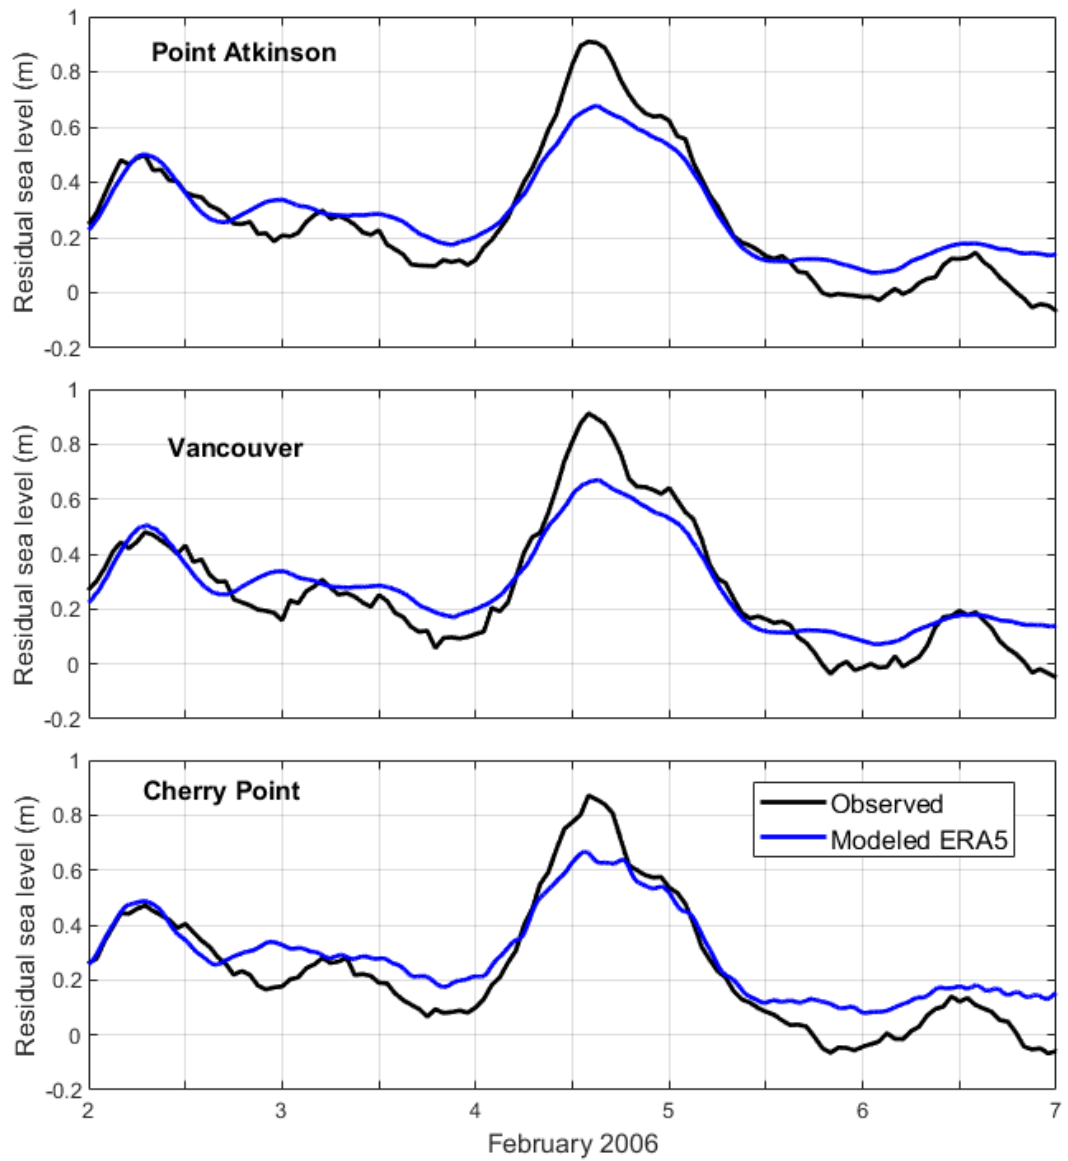 Point Atkinson
Residual sea level (m)
1
0.8
0.6
0.4
0.2
0
-0.2
Vancouver
Residual sea level (m)
1
0.8
0.6
0.4
0.2
0
-0.2
Cherry Point
Observed
Modeled ERA5
Residual sea level (m)
1
0.8
0.6
0.4
0.2
0
-0.2
2 3 4 5 6 7
February 2006